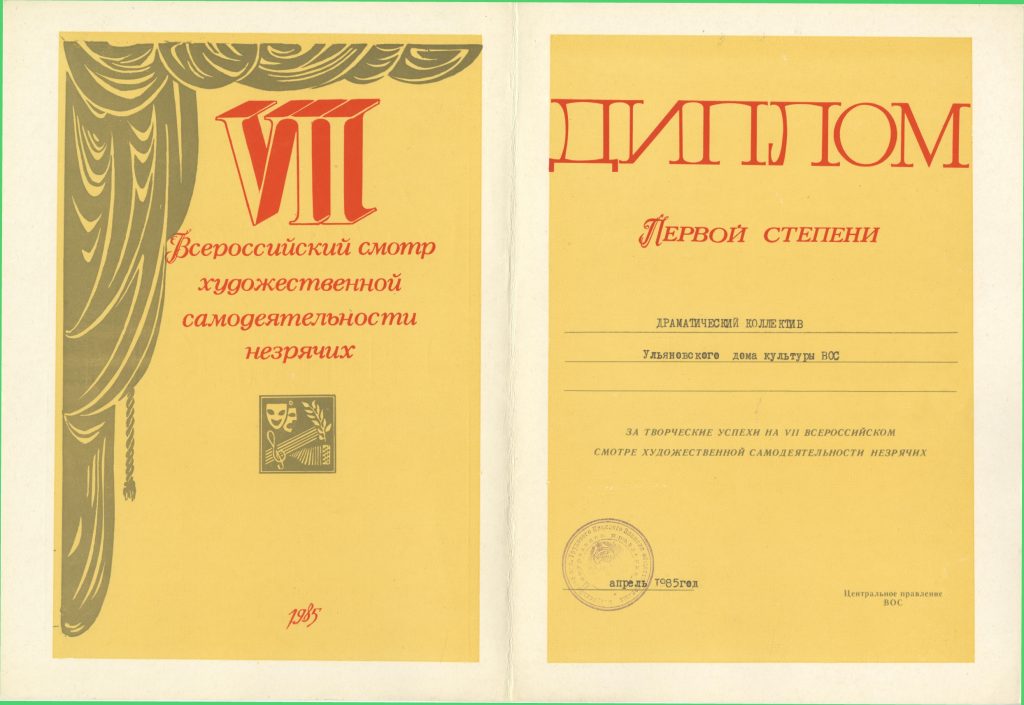 VII
Всероссийский смотр
художественной
самодеятельности
незрячих
1985
ДИПЛОМ
Первой степени
ДРАМАТИЧЕСКИЙ КОЛЛЕКТИВ
Ульяновского дома культуры ВОС
ЗА ТВОРЧЕСКИЕ УСПЕХИ НА VII ВСЕРОССИЙСКОМ
СМОТРЕ ХУДОЖЕСТВЕННОЙ САМОДЕЯТЕЛЬНОСТИ НЕЗРЯЧИХ
апрель 1985год
Центральное правление
ВОС